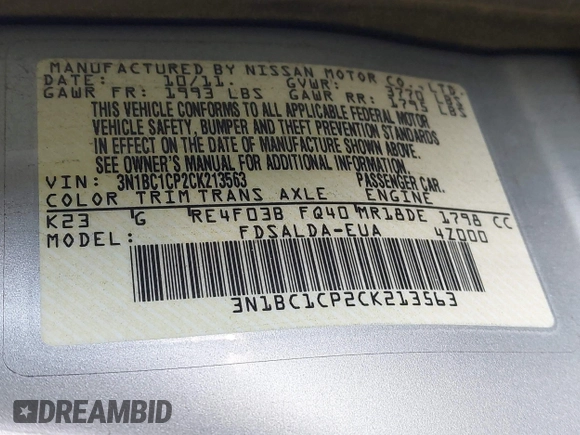 MANUFACTURED BY NISSAN MOTOR CO., LTD.
DATE: 10/11. GVWR: 3770 LBS
GAWR FR: 1993 LBS GAWR RR: 1795 LBS
THIS VEHICLE CONFORMS TO ALL APPLICABLE FEDERAL MOTOR
VEHICLE SAFETY, BUMPER AND THEFT PREVENTION STANDARDS
IN EFFECT ON THE DATE OF MANUFACTURE SHOWN ABOVE.
SEE OWNER'S MANUAL FOR ADDITIONAL INFORMATION.
VIN: 3N1BC1CP2CK213563 PASSENGER CAR.
COLOR TRIM TRANS AXLE ENGINE
K23 G RE4F03B FQ40 MR18DE 1798 CC
MODEL: FDSALDA-EUA 4Z000
3N1BC1CP2CK213563
DREAMBID